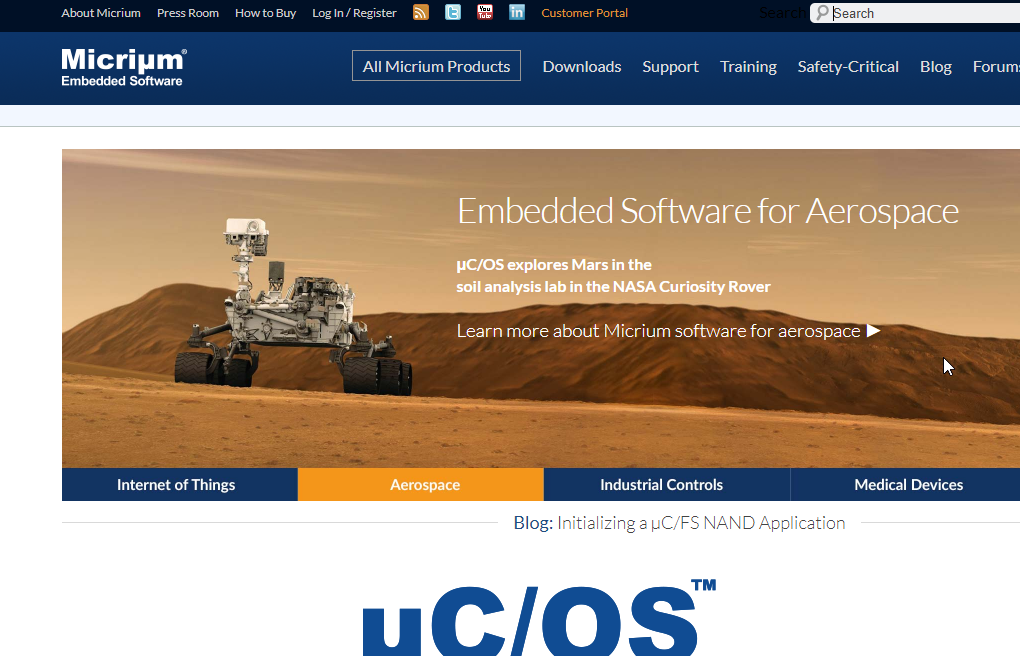 About Micrium Press Room How to Buy Log In / Register You Tube in Customer Portal Search Search
Micriµm®
Embedded Software
All Micrium Products Downloads Support Training Safety-Critical Blog Forums
Embedded Software for Aerospace
µC/OS explores Mars in the
soil analysis lab in the NASA Curiosity Rover
Learn more about Micrium software for aerospace
Internet of Things Aerospace Industrial Controls Medical Devices
Blog: Initializing a µC/FS NAND Application
µC/OS™